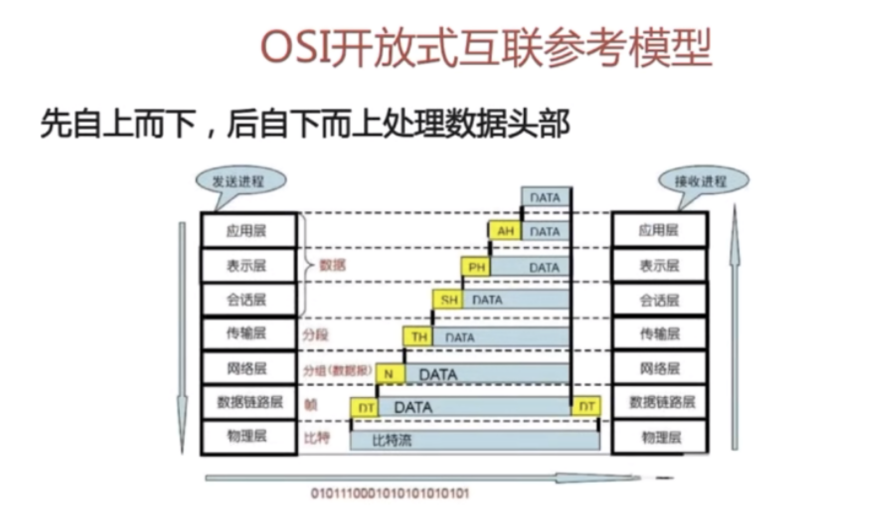 OSI开放式互联参考模型
先自上而下，后自下而上处理数据头部
发送进程
接收进程
DATA
应用层
AH
DATA
应用层
表示层
数据
PH
DATA
表示层
会话层
SH
DATA
会话层
传输层
分段
TH
DATA
传输层
网络层
分组(数据报)
N
DATA
网络层
数据链路层
帧
DT
DATA
DT
数据链路层
物理层
比特
比特流
物理层
0101110001010101010101